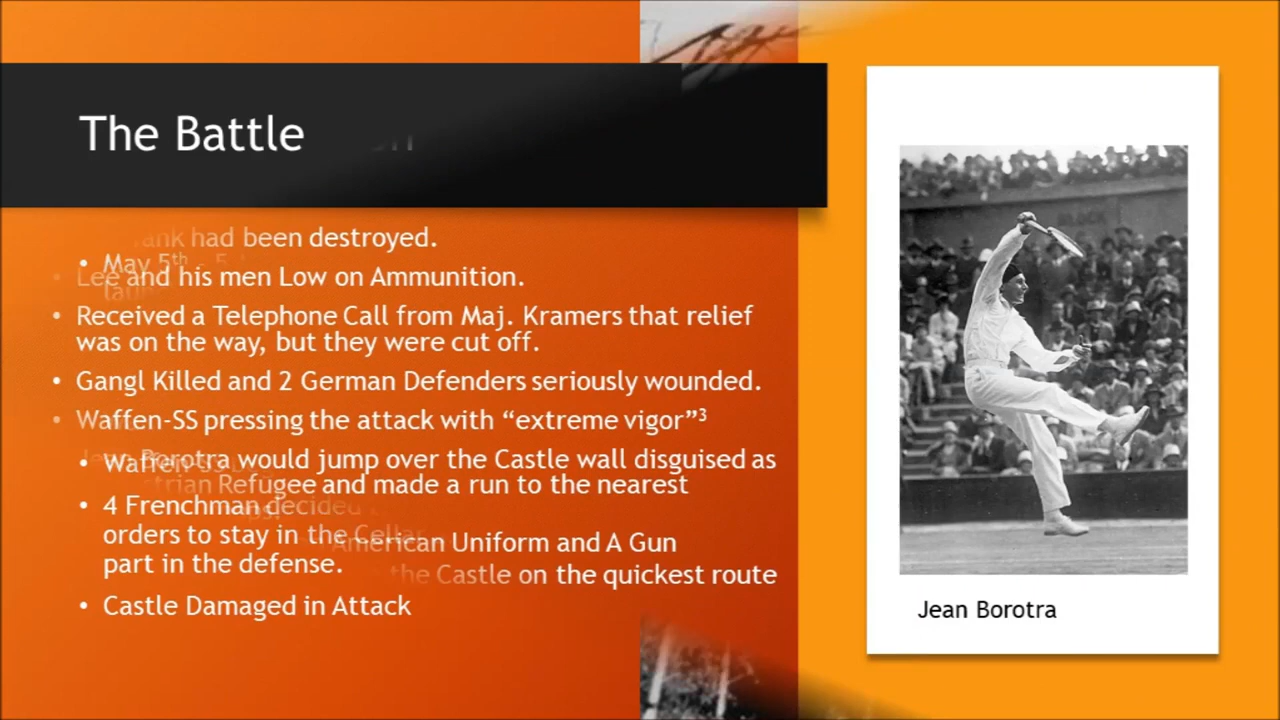 The Battle
had been destroyed.
• May 5th - 5
• Lee and his men Low on Ammunition.
• Received a Telephone Call from Maj. Kramers that relief
was on the way, but they were cut off.
• Gangl Killed and 2 German Defenders seriously wounded.
• Waffen-SS pressing the attack with “extreme vigor”3
Borotra would jump over the Castle wall disguised as
• Waffen-SS
Refugee and made a run to the nearest
• 4 Frenchman decided
orders to stay in the Cellar
American Uniform and A Gun
part in the defense.
the Castle on the quickest route
• Castle Damaged in Attack
Jean Borotra